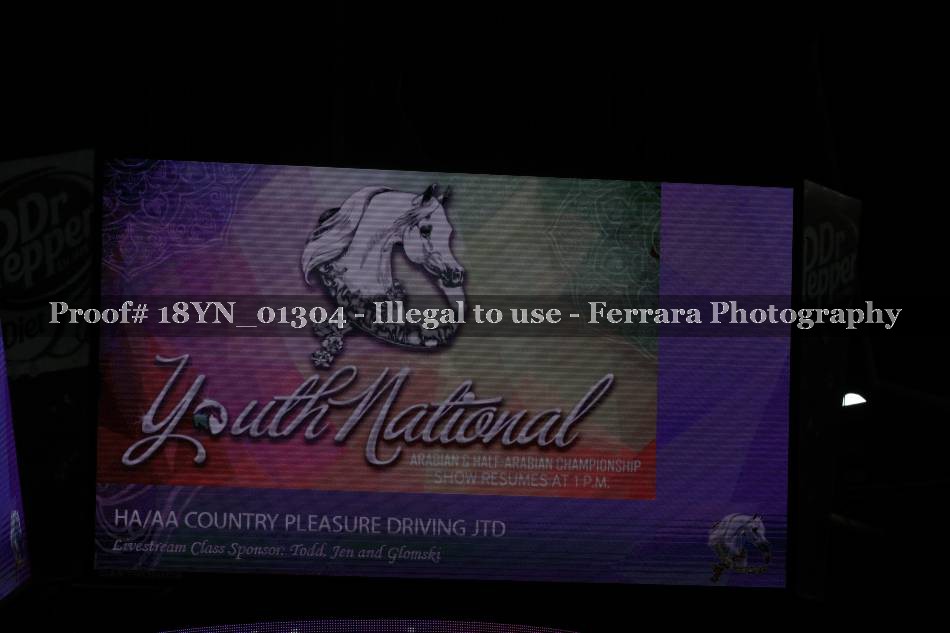 Dr
Pepper
Diet
Dr
Pepper
Proof# 18YN_01304 - Illegal to use - Ferrara Photography
Youth National
ARABIAN & HALF-ARABIAN CHAMPIONSHIP
SHOW RESUMES AT 1 P.M.
HA/AA COUNTRY PLEASURE DRIVING JTD
Livestream Class Sponsor: Todd, Jen and Glomski